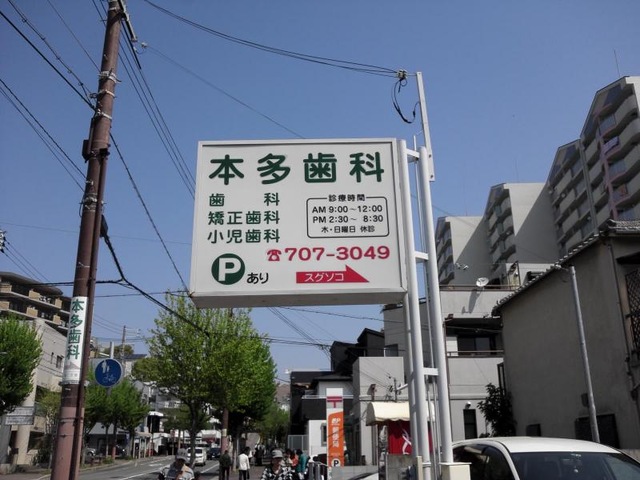 本多歯科
歯科
矯正歯科
小児歯科
診療時間
AM 9:00~12:00
PM 2:30~ 8:30
木・日曜日 休診
☎707-3049
P あり
スグソコ
本多歯科